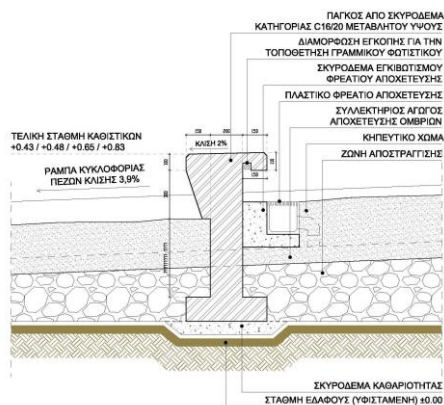 ΠΑΓΚΟΣ ΑΠΟ ΣΚΥΡΟΔΕΜΑ
ΚΑΤΗΓΟΡΙΑΣ C16/20 ΜΕΤΑΒΛΗΤΟΥ ΥΨΟΥΣ
ΔΙΑΜΟΡΦΩΣΗ ΕΓΚΟΠΗΣ ΓΙΑ ΤΗΝ
ΤΟΠΟΘΕΤΗΣΗ ΓΡΑΜΜΙΚΟΥ ΦΩΤΙΣΤΙΚΟΥ
ΣΚΥΡΟΔΕΜΑ ΕΓΚΙΒΩΤΙΣΜΟΥ
ΦΡΕΑΤΙΟΥ ΑΠΟΧΕΤΕΥΣΗΣ
ΠΛΑΣΤΙΚΟ ΦΡΕΑΤΙΟ ΑΠΟΧΕΤΕΥΣΗΣ
ΣΥΛΛΕΚΤΗΡΙΟΣ ΑΓΩΓΟΣ
ΑΠΟΧΕΤΕΥΣΗΣ ΟΜΒΡΙΩΝ
ΚΗΠΕΥΤΙΚΟ ΧΩΜΑ
ΖΩΝΗ ΑΠΟΣΤΡΑΓΓΙΣΗΣ
ΤΕΛΙΚΗ ΣΤΑΘΜΗ ΚΑΘΙΣΤΙΚΩΝ
+0.43 / +0.48 / +0.65 / +0.83
ΚΛΙΣΗ 2%
ΡΑΜΠΑ ΚΥΚΛΟΦΟΡΙΑΣ
ΠΕΖΩΝ ΚΛΙΣΗΣ 3,9%
ΣΚΥΡΟΔΕΜΑ ΚΑΘΑΡΙΟΤΗΤΑΣ
ΣΤΑΘΜΗ ΕΔΑΦΟΥΣ (ΥΦΙΣΤΑΜΕΝΗ) ±0.00